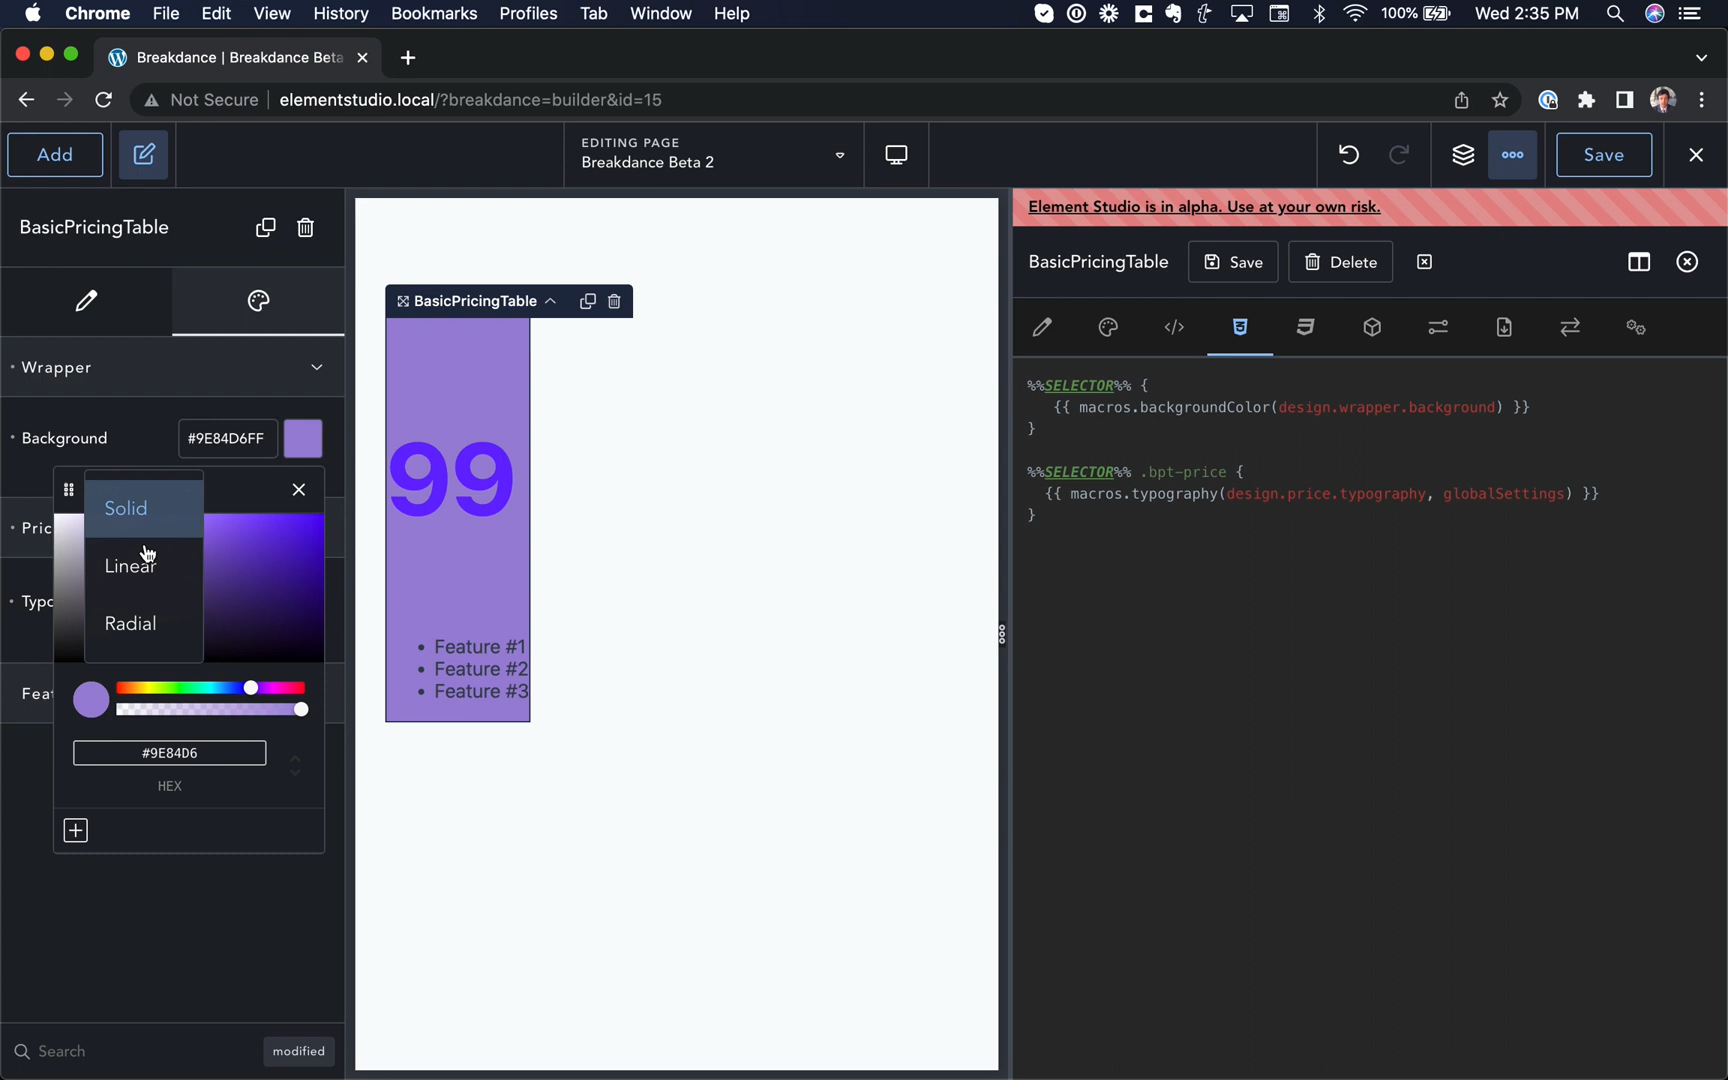 Chrome File Edit View History Bookmarks Profiles Tab Window Help 100% Wed 2:35 PM
Breakdance | Breakdance Beta
Not Secure | elementstudio.local/?breakdance=builder&id=15
Add
EDITING PAGE
Breakdance Beta 2
Save
BasicPricingTable
Wrapper
Background #9E84D6FF
Solid
Pric
Linear
Typo
Radial
Feat
#9E84D6
HEX
Search modified
BasicPricingTable
99
• Feature #1
• Feature #2
• Feature #3
Element Studio is in alpha. Use at your own risk.
BasicPricingTable Save Delete
%%SELECTOR%% {
{{ macros.backgroundColor(design.wrapper.background) }}
}
%%SELECTOR%% .bpt-price {
{{ macros.typography(design.price.typography, globalSettings) }}
}